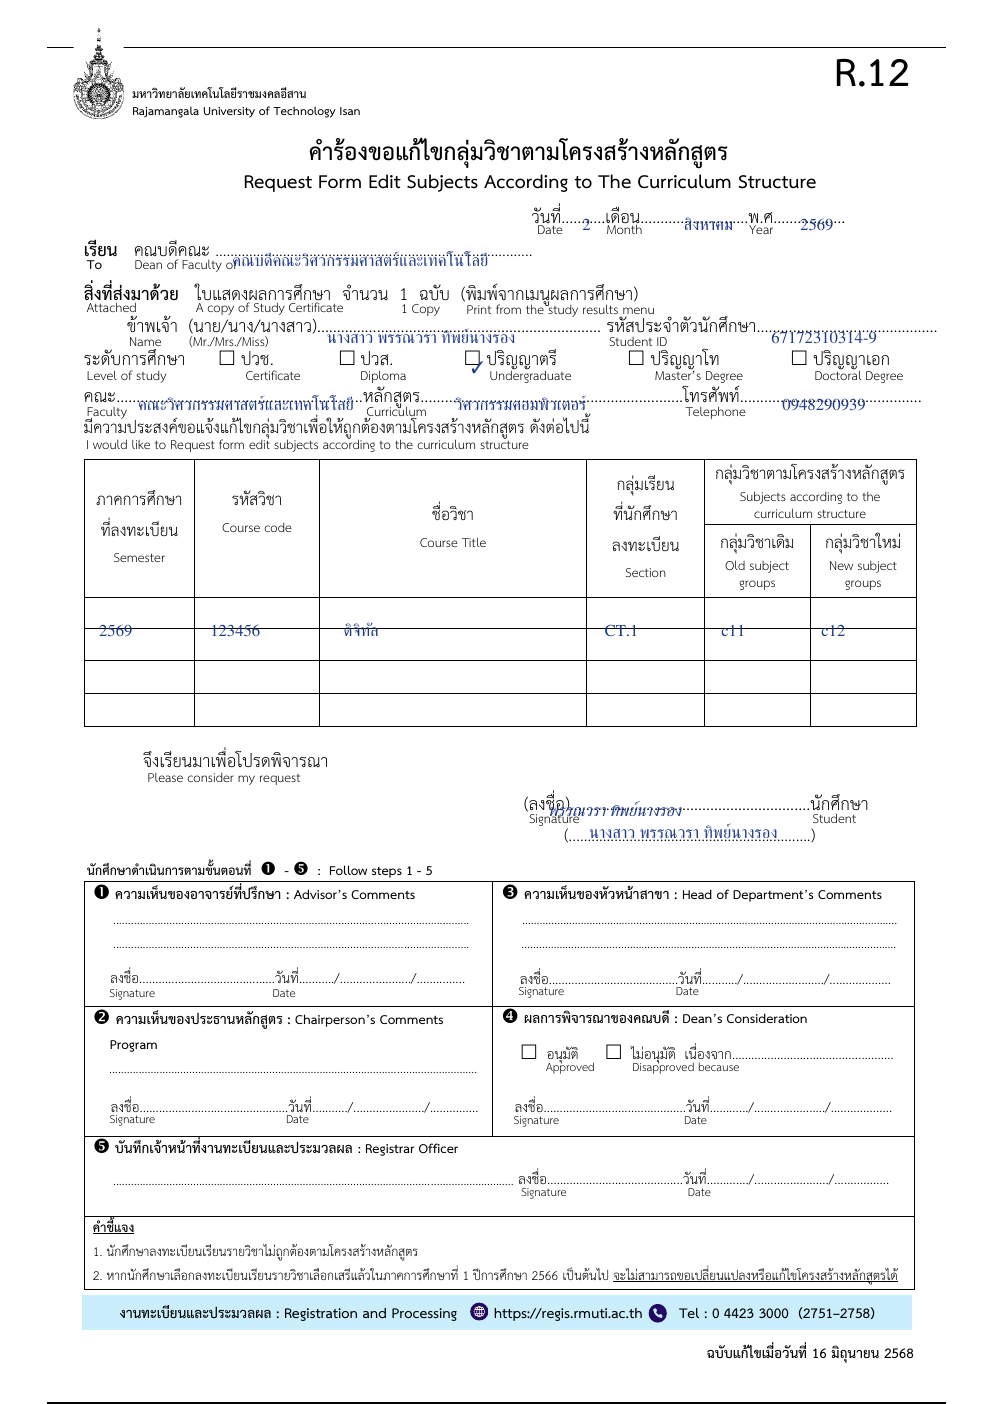 R.12
มหาวิทยาลัยเทคโนโลยีราชมงคลอีสาน
Rajamangala University of Technology Isan
คำร้องขอแก้ไขกลุ่มวิชาตามโครงสร้างหลักสูตร
Request Form Edit Subjects According to The Curriculum Structure
วันที่ 2 เดือน สิงหาคม พ.ศ. 2569
Date Month Year
เรียน คณบดีคณะ คณบดีคณะวิศวกรรมศาสตร์และเทคโนโลยี
To Dean of Faculty of
สิ่งที่ส่งมาด้วย ใบแสดงผลการศึกษา จำนวน 1 ฉบับ (พิมพ์จากเมนูผลการศึกษา)
Attached A copy of Study Certificate 1 Copy Print from the study results menu
ข้าพเจ้า (นาย/นาง/นางสาว) นางสาว พรรณวรา ทิพย์นางรอง รหัสประจำตัวนักศึกษา 67172310314-9
Name (Mr./Mrs./Miss) Student ID
ระดับการศึกษา ☐ ปวช. ☐ ปวส. ☐ ✓ ปริญญาตรี ☐ ปริญญาโท ☐ ปริญญาเอก
Level of study Certificate Diploma Undergraduate Master's Degree Doctoral Degree
คณะ คณะวิศวกรรมศาสตร์และเทคโนโลยี หลักสูตร วิศวกรรมคอมพิวเตอร์ โทรศัพท์ 0948290939
Faculty Curriculum Telephone
มีความประสงค์ขอแจ้งแก้ไขกลุ่มวิชาเพื่อให้ถูกต้องตามโครงสร้างหลักสูตร ดังต่อไปนี้
I would like to Request form edit subjects according to the curriculum structure
ภาคการศึกษา
ที่ลงทะเบียน
Semester
รหัสวิชา
Course code
ชื่อวิชา
Course Title
กลุ่มเรียน
ที่นักศึกษา
ลงทะเบียน
Section
กลุ่มวิชาตามโครงสร้างหลักสูตร
Subjects according to the
curriculum structure
กลุ่มวิชาเดิม
Old subject
groups
กลุ่มวิชาใหม่
New subject
groups
2569 123456 ดิจิทัล CT.1 c11 c12
จึงเรียนมาเพื่อโปรดพิจารณา
Please consider my request
(ลงชื่อ) พรรณวรา ทิพย์นางรอง นักศึกษา
Signature Student
( นางสาว พรรณวรา ทิพย์นางรอง )
นักศึกษาดำเนินการตามขั้นตอนที่ ❶ - ❺ : Follow steps 1 - 5
❶ ความเห็นของอาจารย์ที่ปรึกษา : Advisor's Comments
ลงชื่อ วันที่ / /
Signature Date
❸ ความเห็นของหัวหน้าสาขา : Head of Department's Comments
ลงชื่อ วันที่ / /
Signature Date
❷ ความเห็นของประธานหลักสูตร : Chairperson's Comments
Program
ลงชื่อ วันที่ / /
Signature Date
❹ ผลการพิจารณาของคณบดี : Dean's Consideration
☐ อนุมัติ ☐ ไม่อนุมัติ เนื่องจาก
Approved Disapproved because
ลงชื่อ วันที่ / /
Signature Date
❺ บันทึกเจ้าหน้าที่งานทะเบียนและประมวลผล : Registrar Officer
ลงชื่อ วันที่ / /
Signature Date
คำชี้แจง
1. นักศึกษาลงทะเบียนเรียนรายวิชาไม่ถูกต้องตามโครงสร้างหลักสูตร
2. หากนักศึกษาเลือกลงทะเบียนเรียนรายวิชาเลือกเสรีแล้วในภาคการศึกษาที่ 1 ปีการศึกษา 2566 เป็นต้นไป จะไม่สามารถขอเปลี่ยนแปลงหรือแก้ไขโครงสร้างหลักสูตรได้
งานทะเบียนและประมวลผล : Registration and Processing https://regis.rmuti.ac.th Tel : 0 4423 3000 (2751–2758)
ฉบับแก้ไขเมื่อวันที่ 16 มิถุนายน 2568